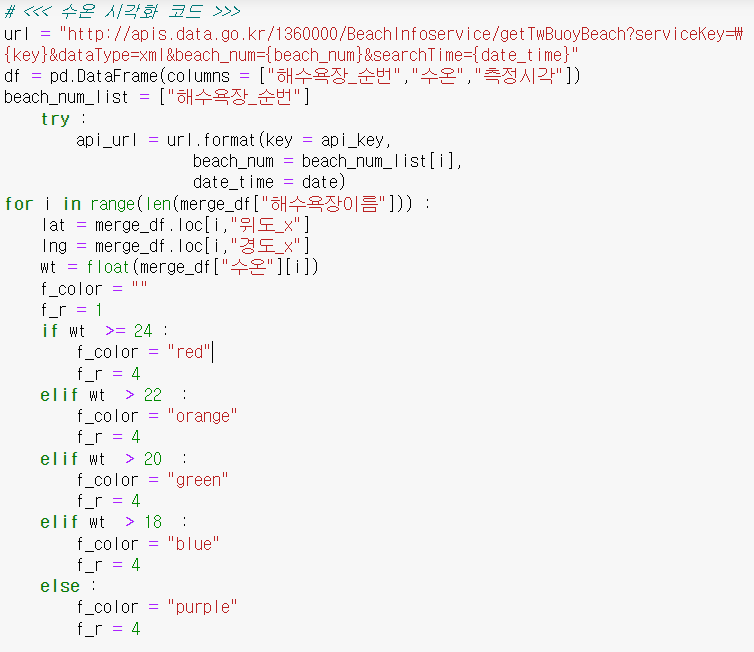 # <<< 수온 시각화 코드 >>>
url = "http://apis.data.go.kr/1360000/BeachInfoservice/getTwBuoyBeach?serviceKey=₩
{key}&dataType=xml&beach_num={beach_num}&searchTime={date_time}"
df = pd.DataFrame(columns = ["해수욕장_순번","수온","측정시각"])
beach_num_list = ["해수욕장_순번"]
    try :
        api_url = url.format(key = api_key,
                     beach_num = beach_num_list[i],
                     date_time = date)
for i in range(len(merge_df["해수욕장이름"])) :
    lat = merge_df.loc[i,"위도_x"]
    lng = merge_df.loc[i,"경도_x"]
    wt = float(merge_df["수온"][i])
    f_color = ""
    f_r = 1
    if wt  >= 24 :
        f_color = "red"
        f_r = 4
    elif wt  > 22  :
        f_color = "orange"
        f_r = 4
    elif wt  > 20  :
        f_color = "green"
        f_r = 4
    elif wt  > 18  :
        f_color = "blue"
        f_r = 4
    else :
        f_color = "purple"
        f_r = 4